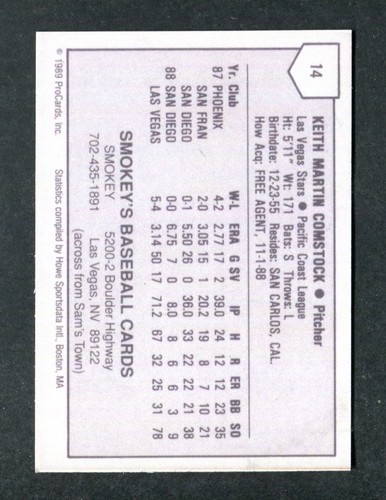 14
KEITH MARTIN COMSTOCK ● Pitcher
Las Vegas Stars ● Pacific Coast League
Ht: 5'11" Wt: 171 Bats: S Throws: L
Birthdate: 12-23-55 Resides: SAN CARLOS, CAL.
How Acq: FREE AGENT, 11-1-88
Yr. Club W-L ERA G SV IP H R ER BB SO
87 PHOENIX 4-2 2.77 17 2 39.0 24 12 12 23 35
SAN FRAN 2-0 3.05 15 1 20.2 19 8 7 10 21
SAN DIEGO 0-1 5.50 26 0 36.0 33 22 22 21 38
88 SAN DIEGO 0-0 6.75 7 0 8.0 8 6 6 3 9
LAS VEGAS 5-4 3.14 50 17 71.2 67 32 25 31 78
SMOKEY'S BASEBALL CARDS
SMOKEY 5200-2 Boulder Highway
702-435-1891 Las Vegas, NV 89122
(across from Sam's Town)
© 1989 ProCards, Inc. Statistics compiled by Howe Sportsdata Intl. Boston, MA